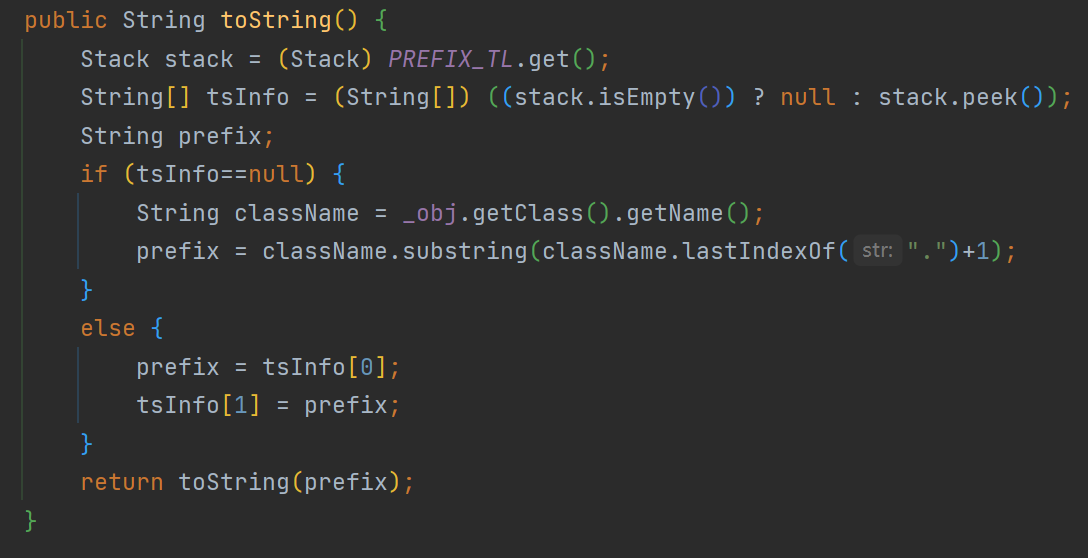 public String toString() {
    Stack stack = (Stack) PREFIX_TL.get();
    String[] tsInfo = (String[]) ((stack.isEmpty()) ? null : stack.peek());
    String prefix;
    if (tsInfo==null) {
        String className = _obj.getClass().getName();
        prefix = className.substring(className.lastIndexOf( str: ".")+1);
    }
    else {
        prefix = tsInfo[0];
        tsInfo[1] = prefix;
    }
    return toString(prefix);
}